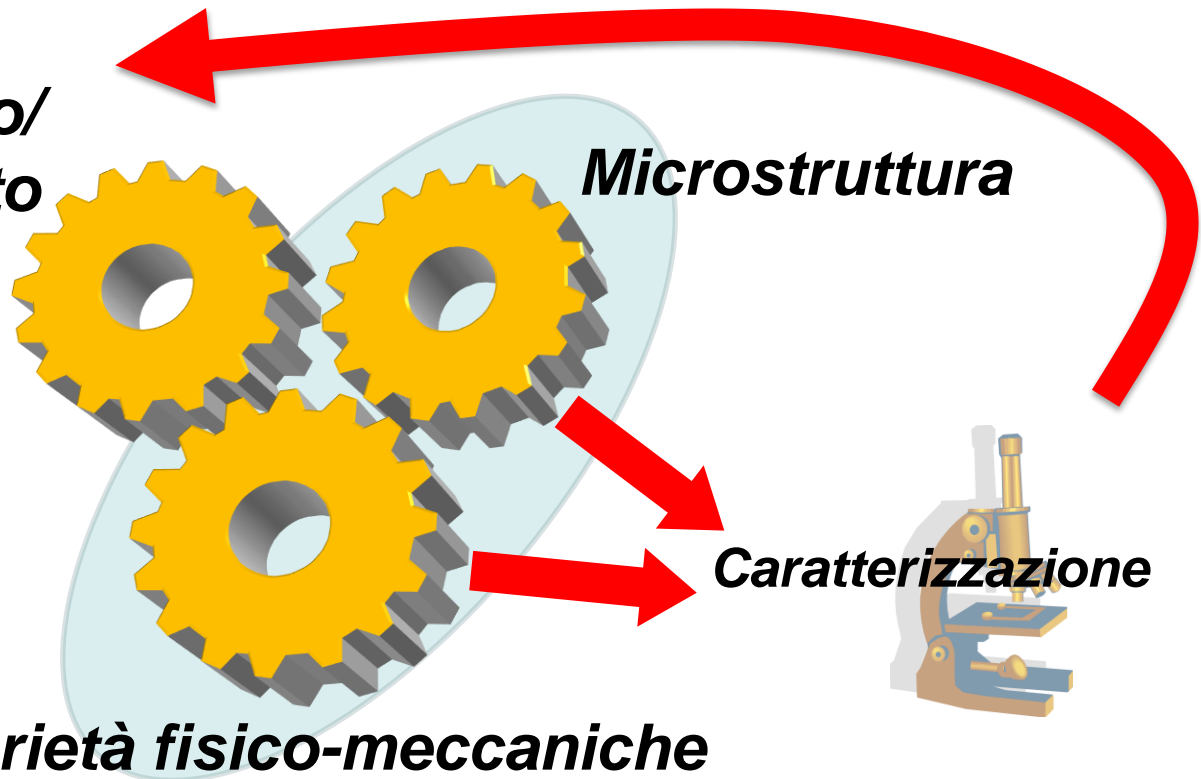 o/
to
Microstruttura
Caratterizzazione
rietà fisico-meccaniche